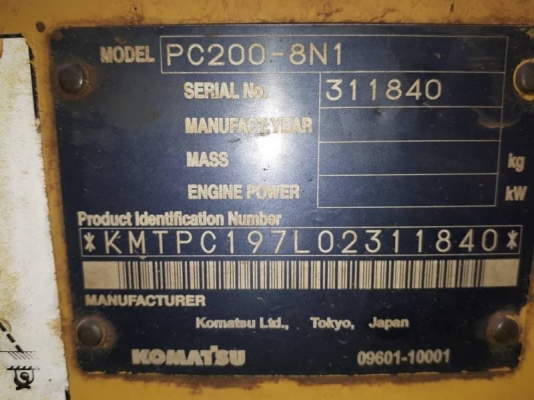 MODEL PC200-8N1
SERIAL No. 311840
MANUFACT.YEAR
MASS kg
ENGINE POWER kW
Product Identification Number
*KMTPC197L02311840*
MANUFACTURER
Komatsu Ltd., Tokyo, Japan
KOMATSU 09601-10001